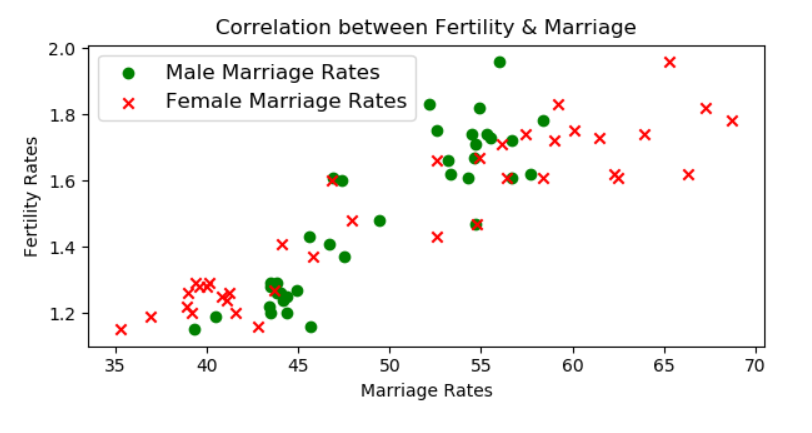 Correlation between Fertility & Marriage
Male Marriage Rates
Female Marriage Rates
2.0
1.8
1.6
1.4
1.2
Fertility Rates
35 40 45 50 55 60 65 70
Marriage Rates